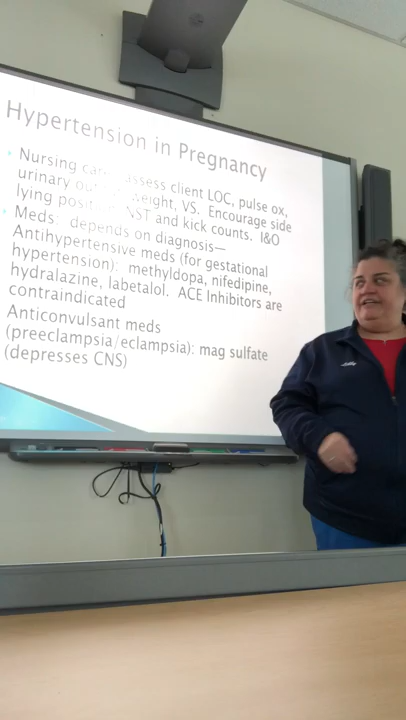 Hypertension in Pregnancy
Nursing care assess client LOC, pulse ox,
urinary weight, VS. Encourage side
lying NST and kick counts. I&O
Meds: depends on diagnosis—
Antihypertensive meds (for gestational
hypertension): methyldopa, nifedipine,
hydralazine, labetalol. ACE Inhibitors are
contraindicated
Anticonvulsant meds
(preeclampsia/eclampsia): mag sulfate
(depresses CNS)